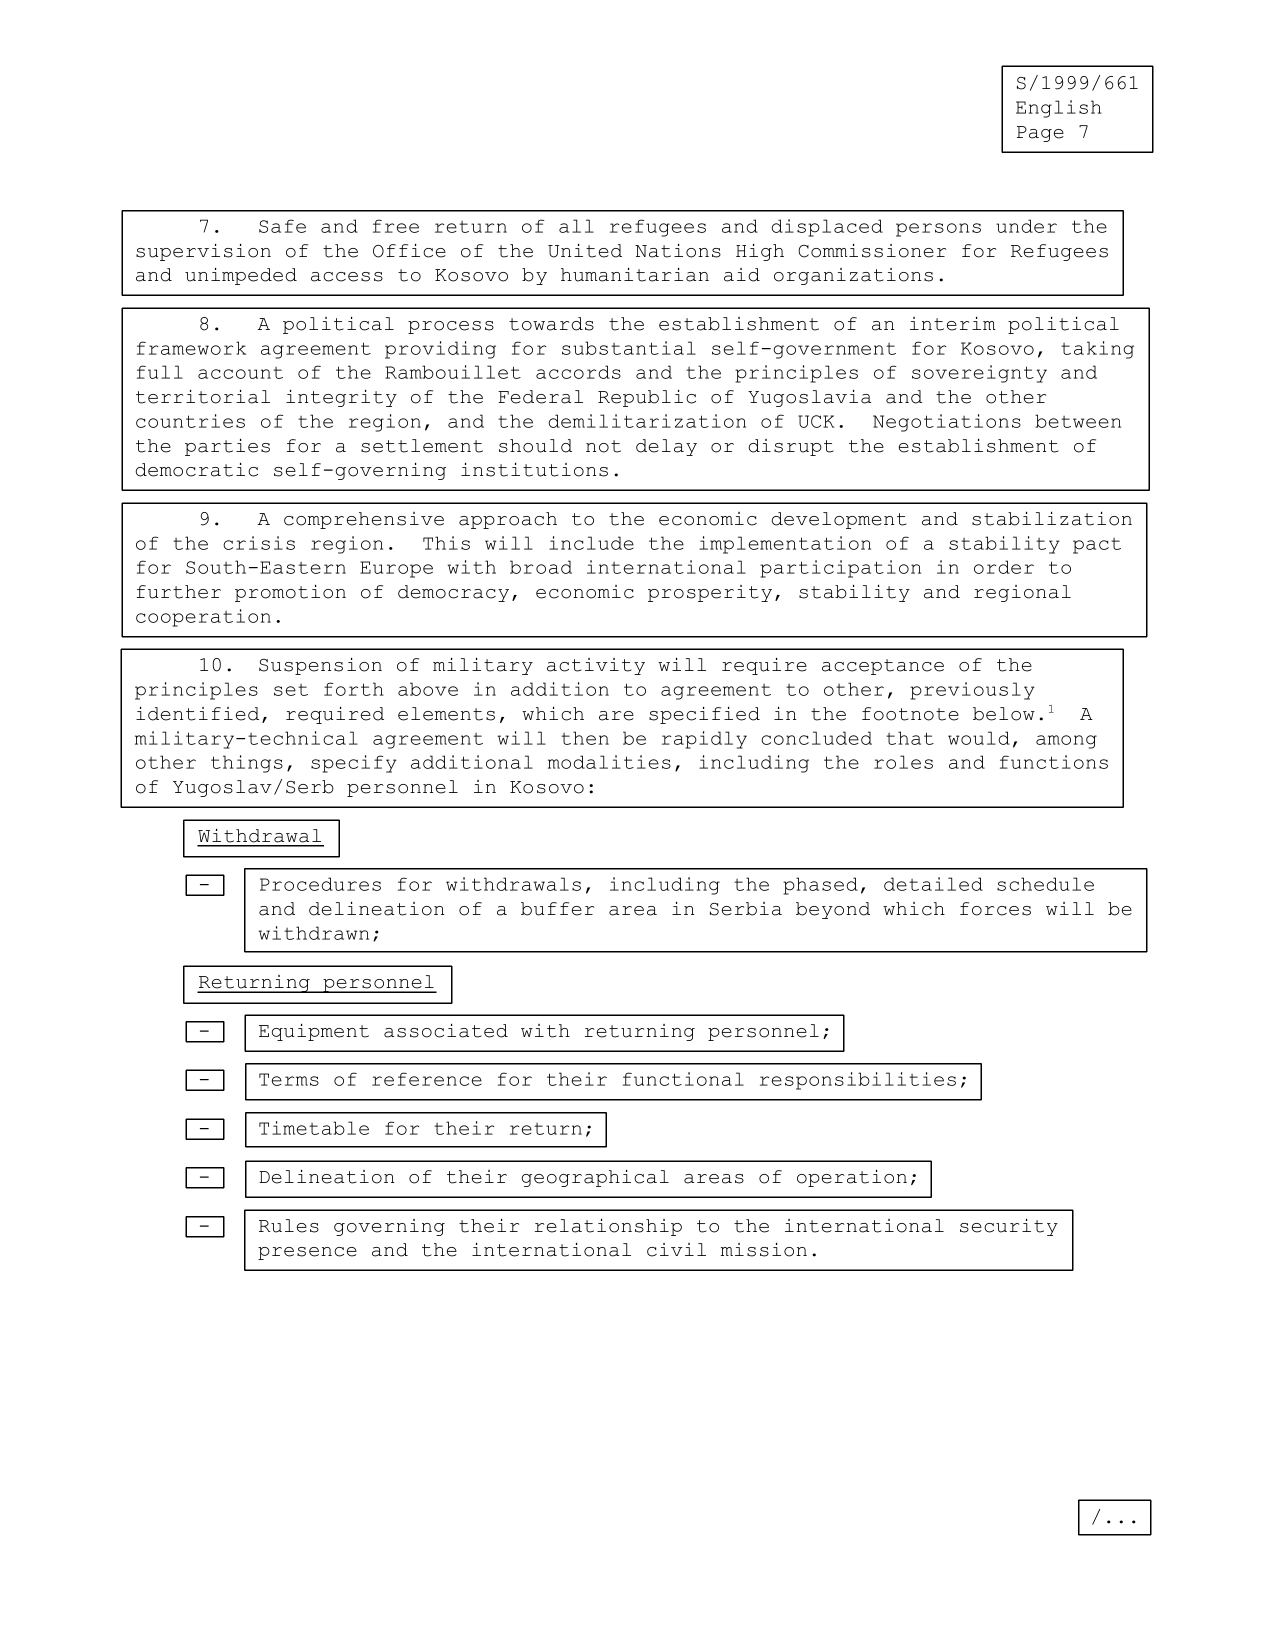 S/1999/661
English
Page 7
7. Safe and free return of all refugees and displaced persons under the
supervision of the Office of the United Nations High Commissioner for Refugees
and unimpeded access to Kosovo by humanitarian aid organizations.
8. A political process towards the establishment of an interim political
framework agreement providing for substantial self-government for Kosovo, taking
full account of the Rambouillet accords and the principles of sovereignty and
territorial integrity of the Federal Republic of Yugoslavia and the other
countries of the region, and the demilitarization of UCK. Negotiations between
the parties for a settlement should not delay or disrupt the establishment of
democratic self-governing institutions.
9. A comprehensive approach to the economic development and stabilization
of the crisis region. This will include the implementation of a stability pact
for South-Eastern Europe with broad international participation in order to
further promotion of democracy, economic prosperity, stability and regional
cooperation.
10. Suspension of military activity will require acceptance of the
principles set forth above in addition to agreement to other, previously
identified, required elements, which are specified in the footnote below.¹ A
military-technical agreement will then be rapidly concluded that would, among
other things, specify additional modalities, including the roles and functions
of Yugoslav/Serb personnel in Kosovo:
Withdrawal
- Procedures for withdrawals, including the phased, detailed schedule
and delineation of a buffer area in Serbia beyond which forces will be
withdrawn;
Returning personnel
- Equipment associated with returning personnel;
- Terms of reference for their functional responsibilities;
- Timetable for their return;
- Delineation of their geographical areas of operation;
- Rules governing their relationship to the international security
presence and the international civil mission.
/...